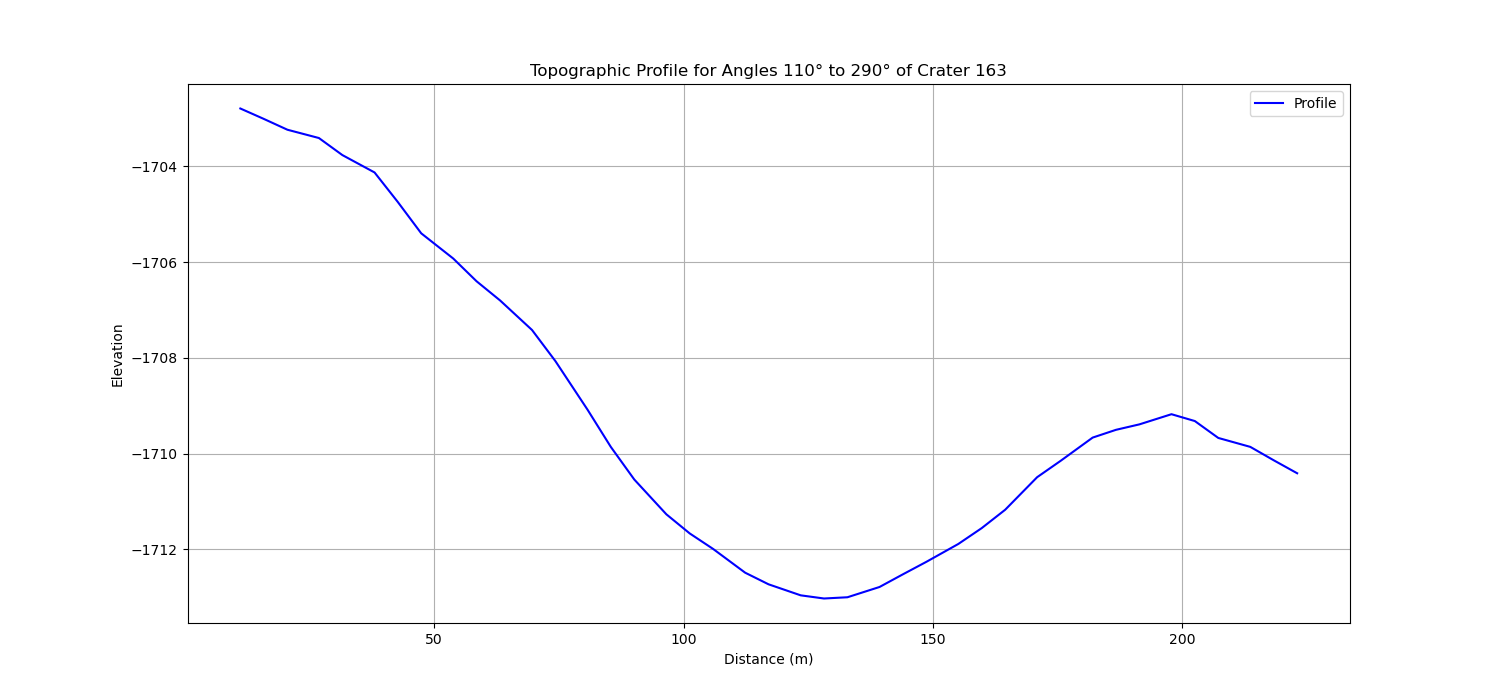 Topographic Profile for Angles 110° to 290° of Crater 163
Profile
−1704
−1706
−1708
−1710
−1712
Elevation
50
100
150
200
Distance (m)